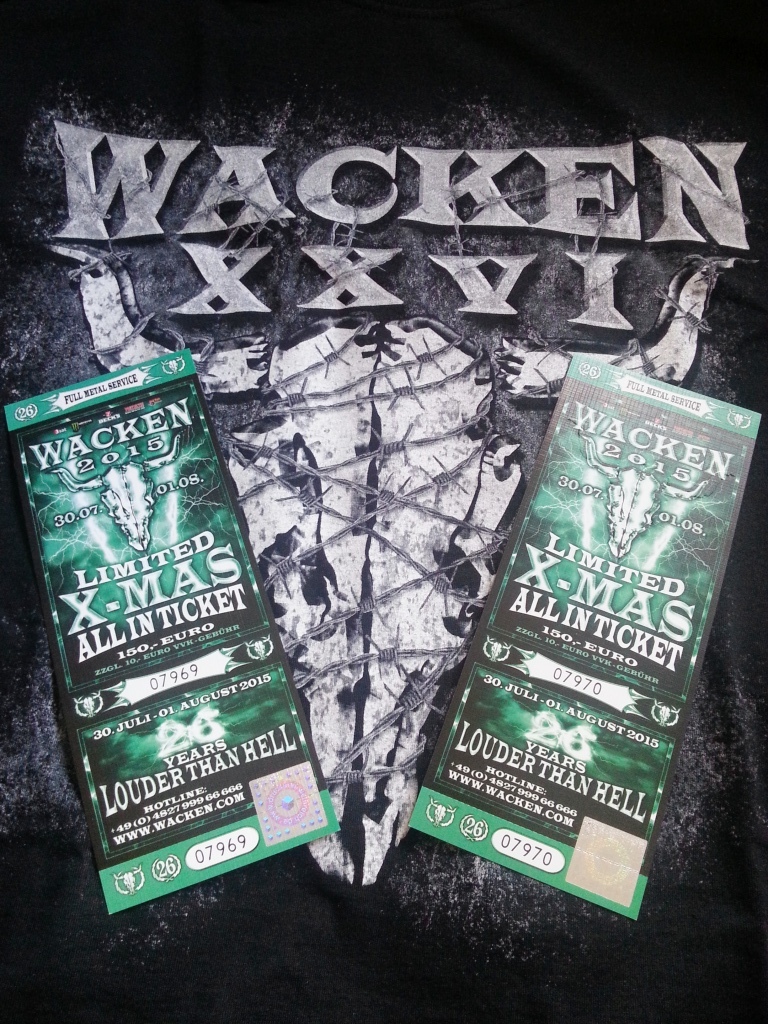 WACKEN
XXVI
26 FULL METAL SERVICE
WACKEN
2015
30.07. 01.08.
LIMITED
X-MAS
ALL IN TICKET
150,- EURO
ZZGL. 10,- EURO VVK-GEBÜHR
07969
30. JULI - 01. AUGUST 2015
26
YEARS
LOUDER THAN HELL
HOTLINE:
+49 (0) 4827 999 66 666
WWW.WACKEN.COM
26 07969
26 FULL METAL SERVICE
WACKEN
2015
30.07. 01.08.
LIMITED
X-MAS
ALL IN TICKET
150,- EURO
ZZGL. 10,- EURO VVK-GEBÜHR
07970
30. JULI - 01. AUGUST 2015
26
YEARS
LOUDER THAN HELL
HOTLINE:
+49 (0) 4827 999 66 666
WWW.WACKEN.COM
26 07970